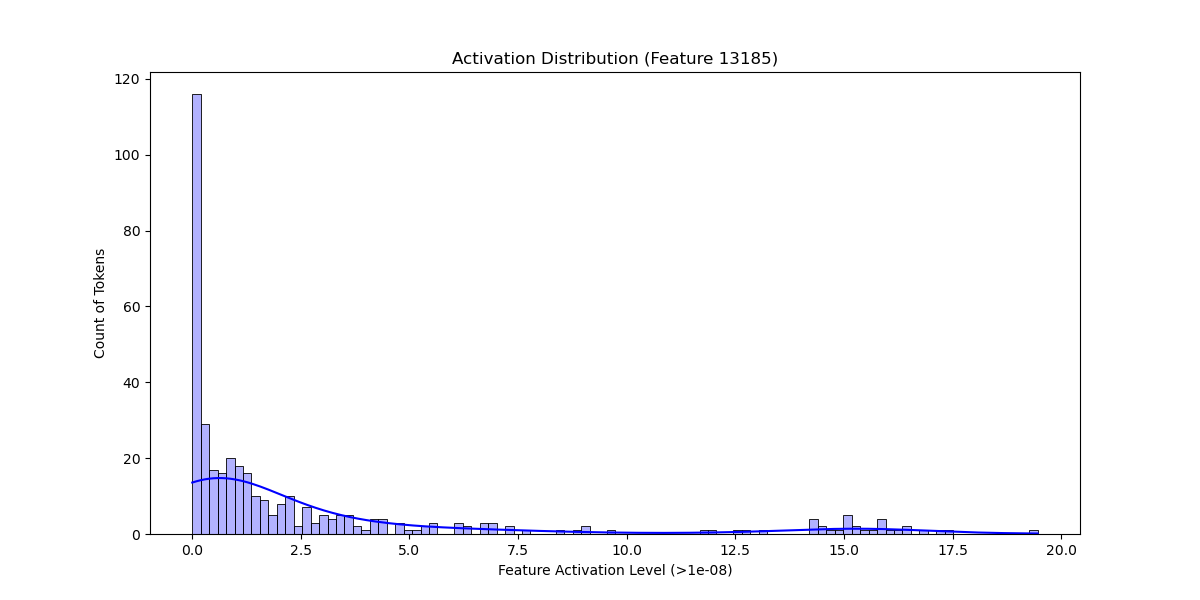 Activation Distribution (Feature 13185)
120
100
80
60
40
20
0
Count of Tokens
0.0 2.5 5.0 7.5 10.0 12.5 15.0 17.5 20.0
Feature Activation Level (>1e-08)